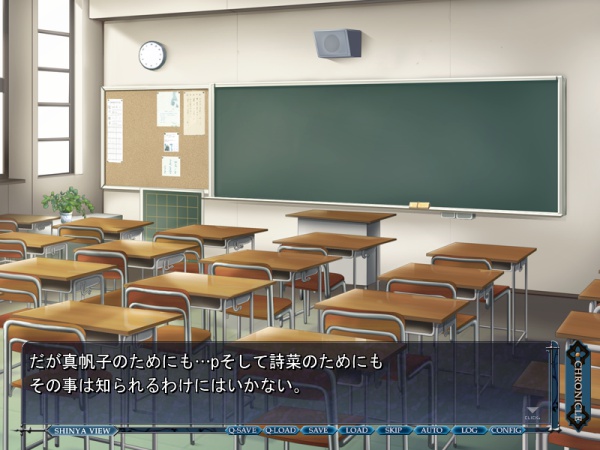 だが真帆子のためにも…pそして詩菜のためにも
その事は知られるわけにはいかない。
CHRONICLE
SHINYA VIEW
Q-SAVE Q-LOAD SAVE LOAD SKIP AUTO LOG CONFIG